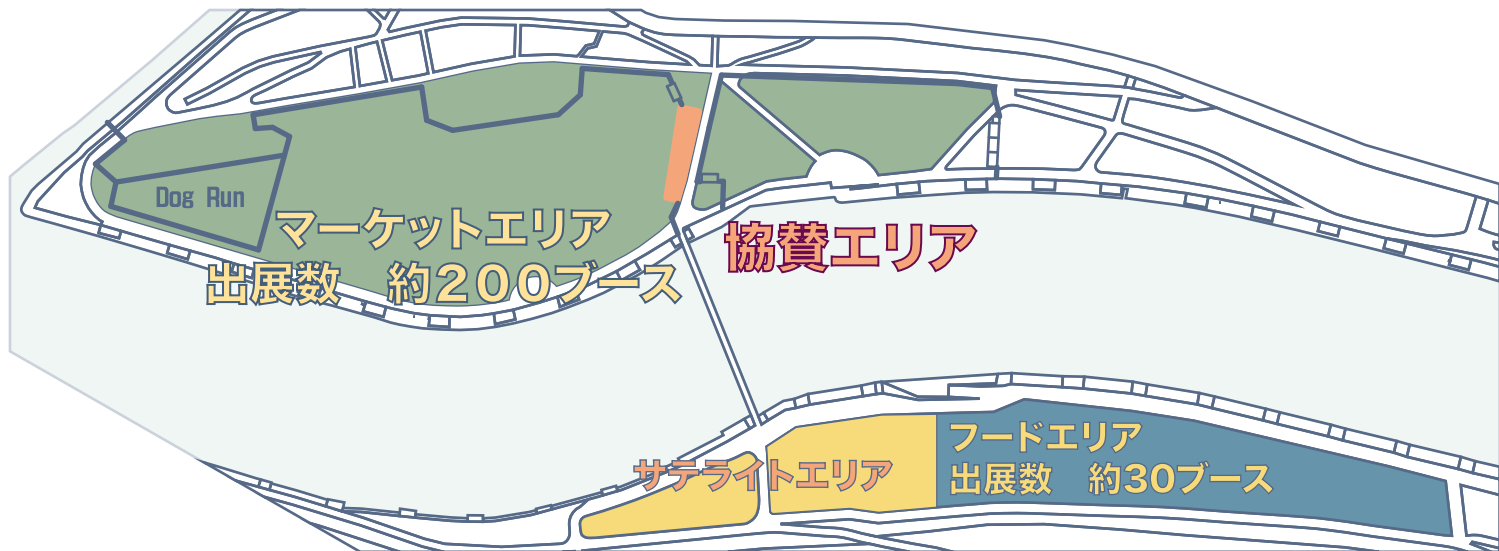 Dog Run
マーケットエリア
出展数　約200ブース
協賛エリア
フードエリア
出展数　約30ブース
サテライトエリア